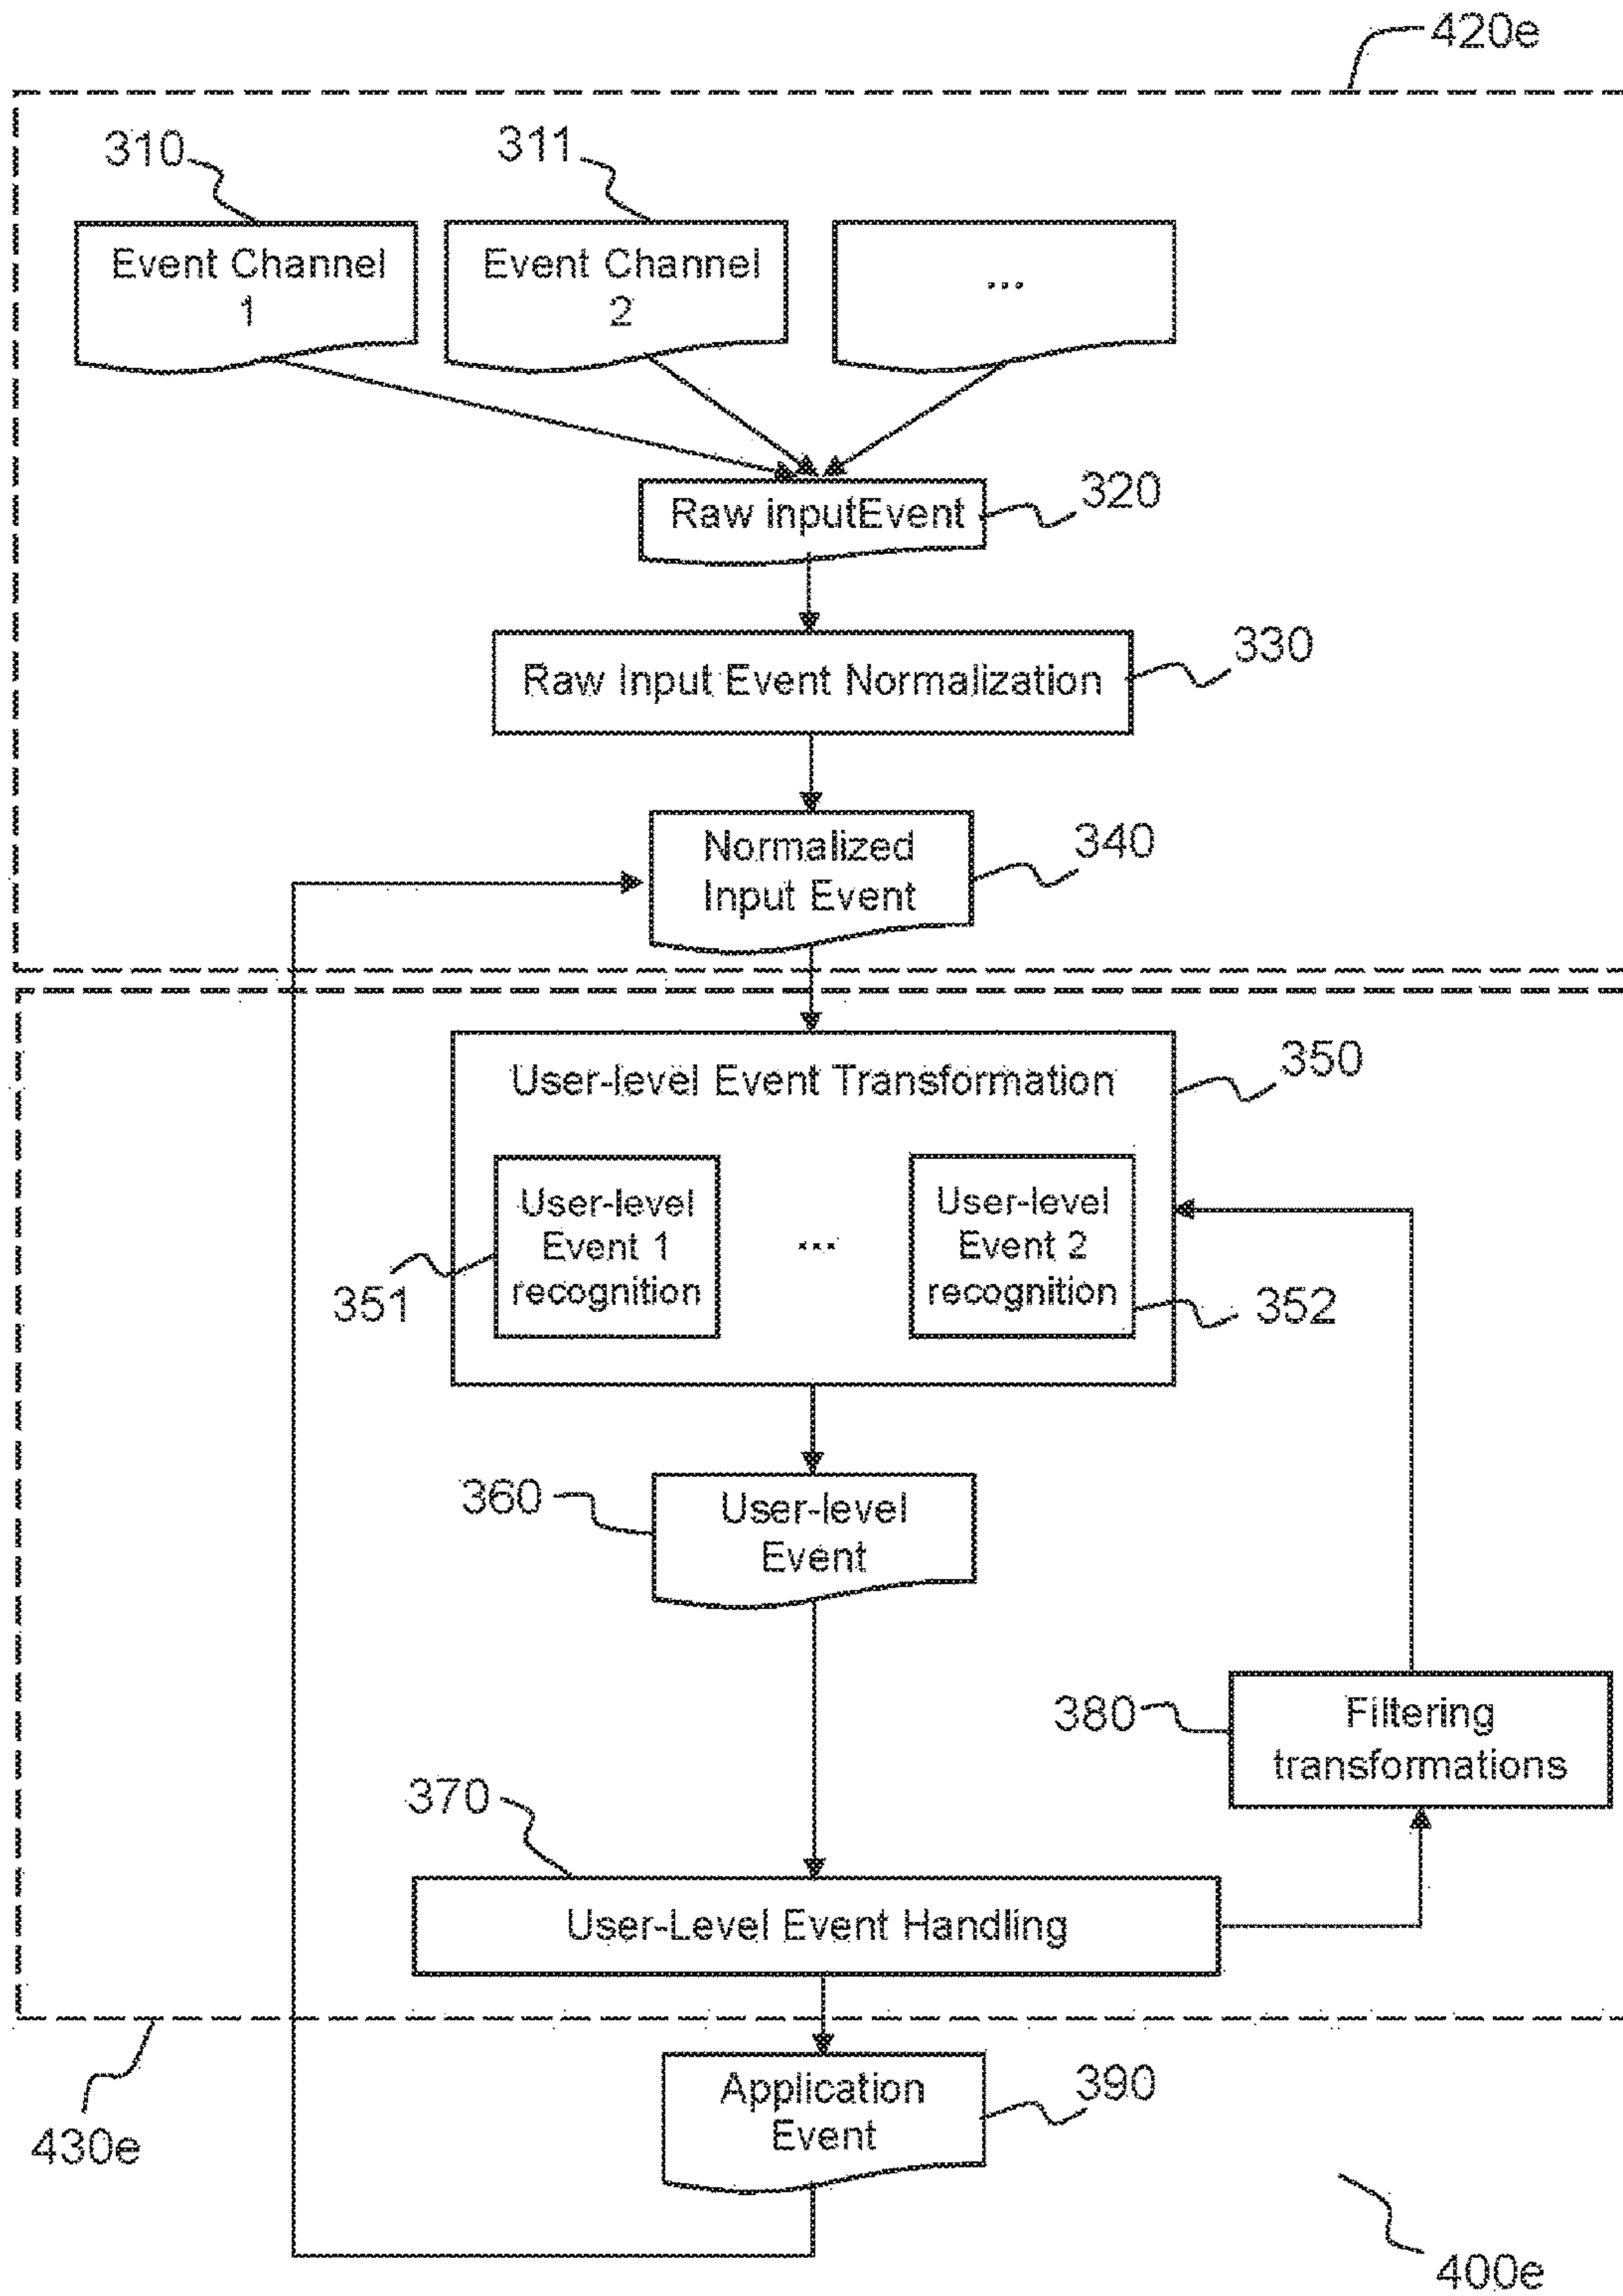 420e
310
311
Event Channel
1
Event Channel
2
...
Raw inputEvent
320
Raw Input Event Normalization
330
Normalized
Input Event
340
User-level Event Transformation
350
User-level
Event 1
recognition
351
...
User-level
Event 2
recognition
352
360
User-level
Event
380
Filtering
transformations
370
User-Level Event Handling
Application
Event
390
430e
400e